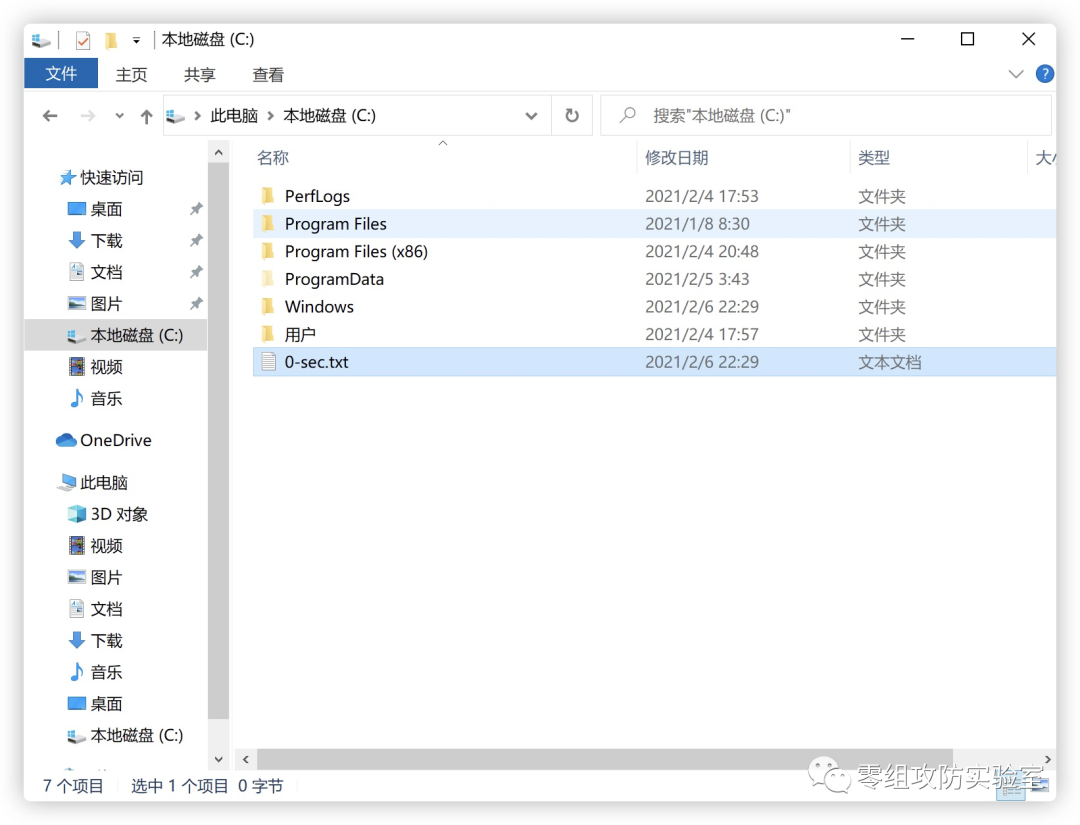 本地磁盘 (C:)
文件 主页 共享 查看
此电脑 本地磁盘 (C:) 搜索"本地磁盘 (C:)"
名称 修改日期 类型
快速访问
桌面
下载
文档
图片
本地磁盘 (C:)
视频
音乐
OneDrive
此电脑
3D 对象
视频
图片
文档
下载
音乐
桌面
本地磁盘 (C:)
PerfLogs 2021/2/4 17:53 文件夹
Program Files 2021/1/8 8:30 文件夹
Program Files (x86) 2021/2/4 20:48 文件夹
ProgramData 2021/2/5 3:43 文件夹
Windows 2021/2/6 22:29 文件夹
用户 2021/2/4 17:57 文件夹
0-sec.txt 2021/2/6 22:29 文本文档
7 个项目 选中 1 个项目 0 字节
零组攻防实验室